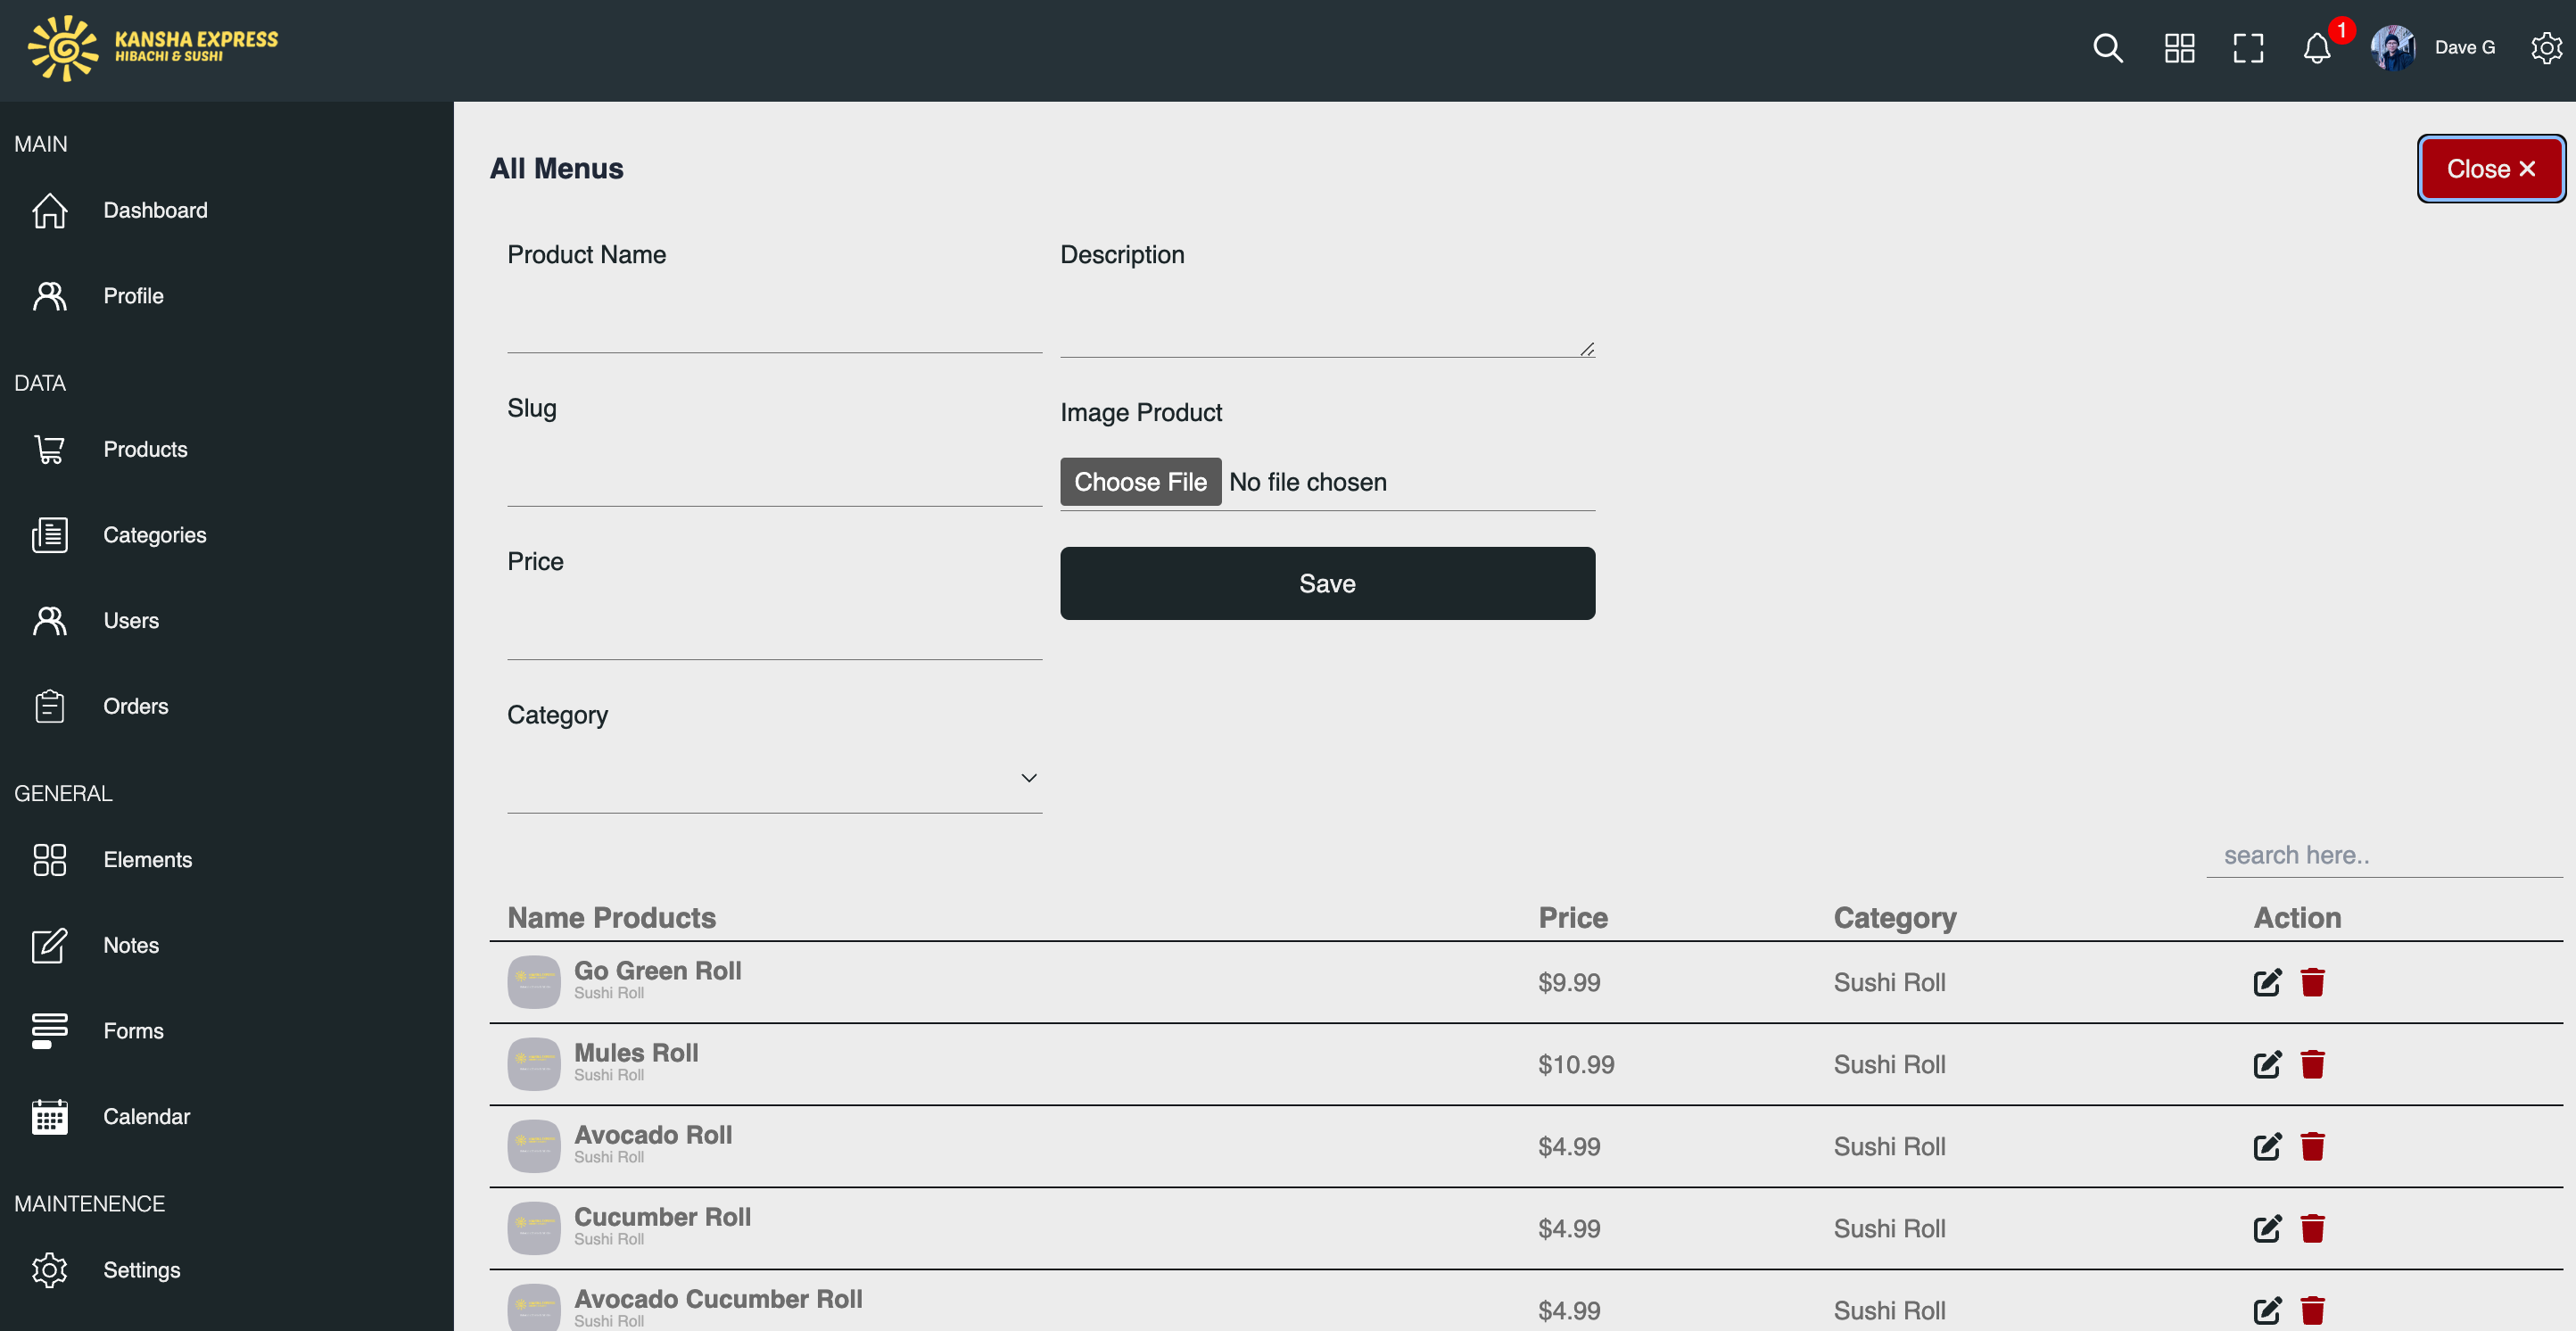 KANSHA EXPRESS
HIBACHI & SUSHI
1
Dave G
MAIN
Dashboard
Profile
DATA
Products
Categories
Users
Orders
GENERAL
Elements
Notes
Forms
Calendar
MAINTENENCE
Settings
All Menus
Close ×
Product Name
Description
Slug
Image Product
Choose File No file chosen
Price
Save
Category
search here..
Name Products Price Category Action
Go Green Roll
Sushi Roll
$9.99 Sushi Roll
Mules Roll
Sushi Roll
$10.99 Sushi Roll
Avocado Roll
Sushi Roll
$4.99 Sushi Roll
Cucumber Roll
Sushi Roll
$4.99 Sushi Roll
Avocado Cucumber Roll
Sushi Roll
$4.99 Sushi Roll